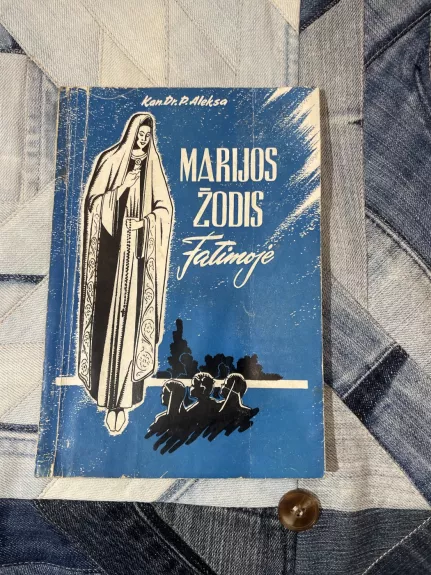 Kan. Dr. P. Aleksa
MARIJOS
ŽODIS
Fatimoje